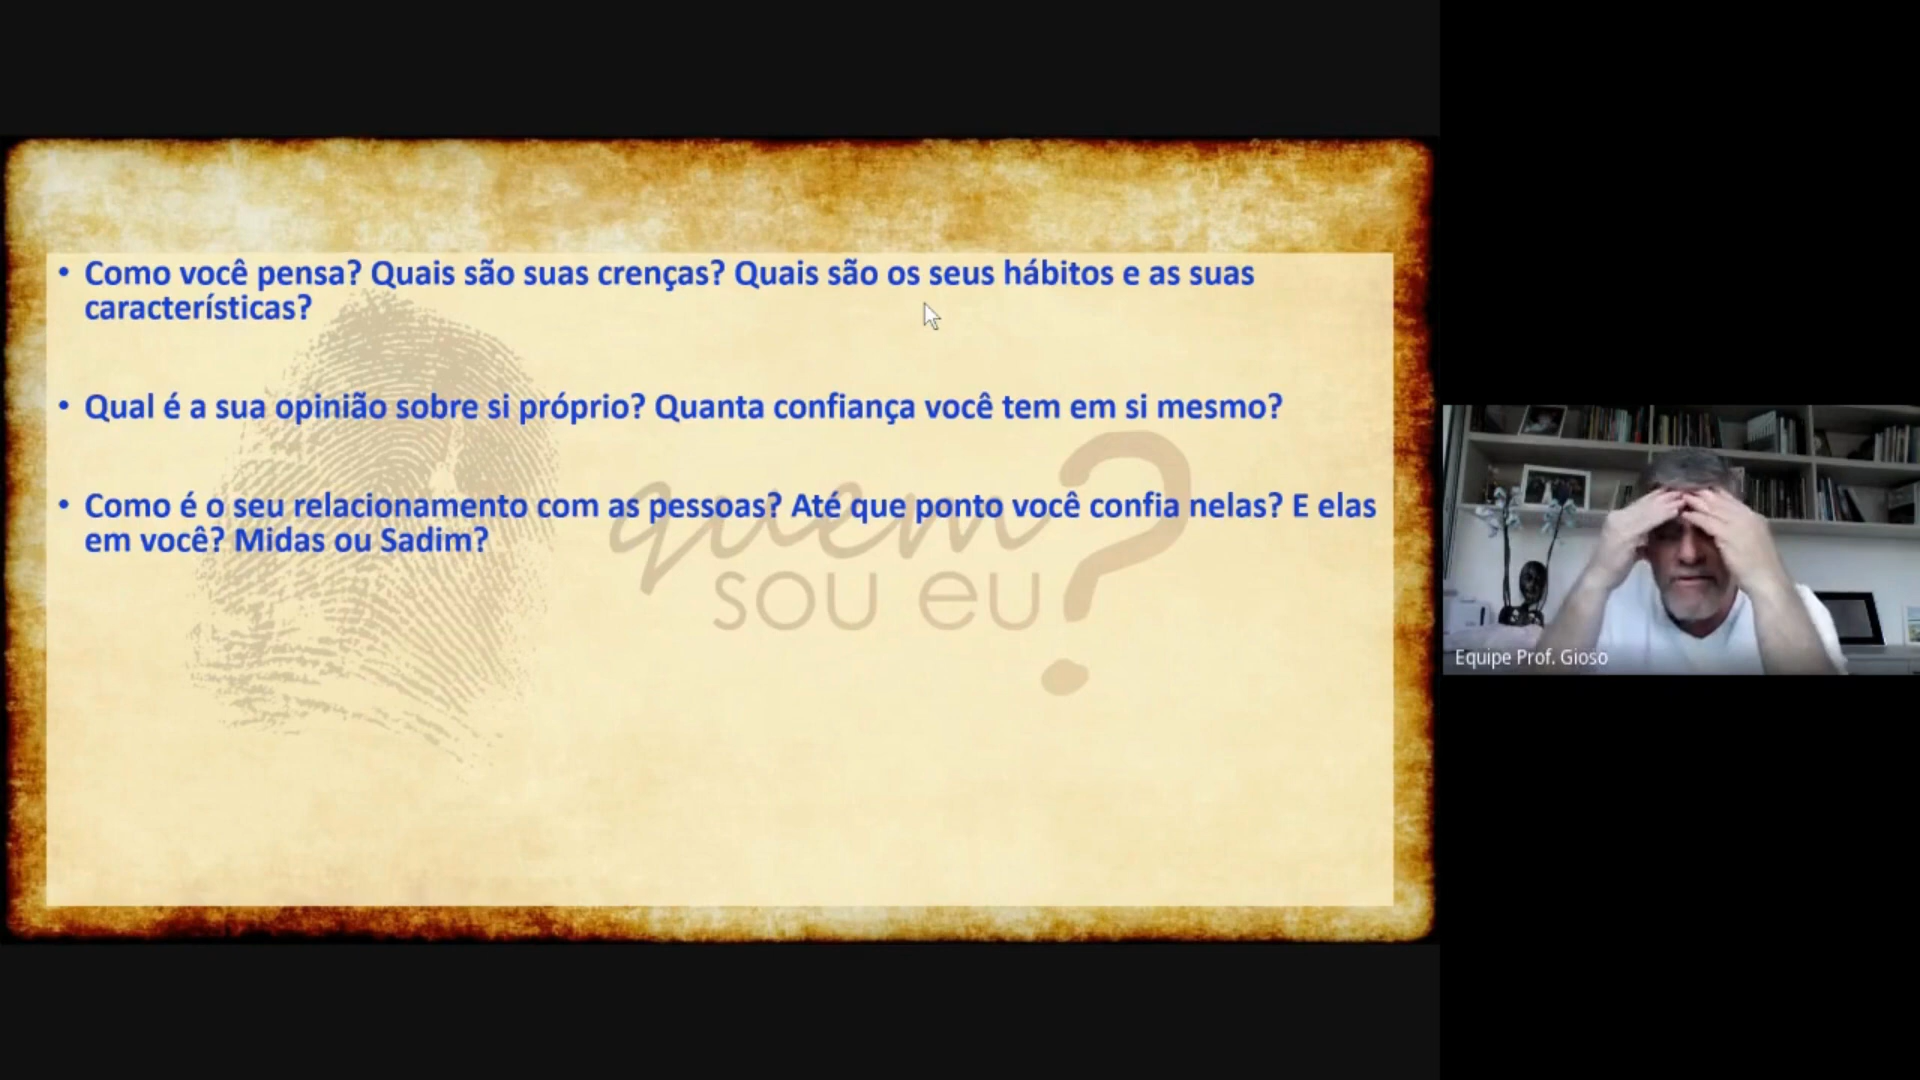 • Como você pensa? Quais são suas crenças? Quais são os seus hábitos e as suas
características?
• Qual é a sua opinião sobre si próprio? Quanta confiança você tem em si mesmo?
• Como é o seu relacionamento com as pessoas? Até que ponto você confia nelas? E elas
em você? Midas ou Sadim?
quem
sou eu?
Equipe Prof. Gioso